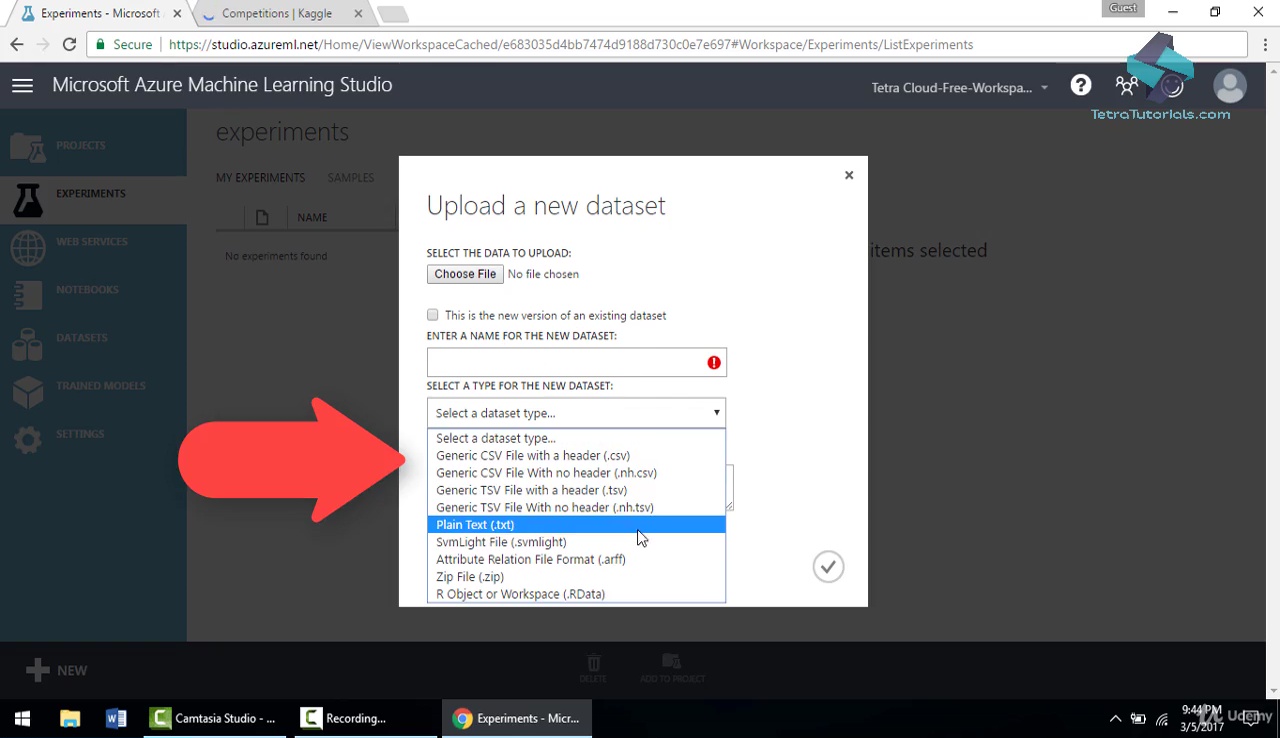 Experiments - Microsoft
Competitions | Kaggle
Guest
Secure
https://studio.azureml.net/Home/ViewWorkspaceCached/e683035d4bb7474d9188d730c0e7e697#Workspace/Experiments/ListExperiments
Microsoft Azure Machine Learning Studio
Tetra Cloud-Free-Workspa...
TetraTutorials.com
PROJECTS
EXPERIMENTS
WEB SERVICES
NOTEBOOKS
DATASETS
TRAINED MODELS
SETTINGS
experiments
MY EXPERIMENTS
SAMPLES
NAME
No experiments found
items selected
Upload a new dataset
SELECT THE DATA TO UPLOAD:
Choose File No file chosen
This is the new version of an existing dataset
ENTER A NAME FOR THE NEW DATASET:
SELECT A TYPE FOR THE NEW DATASET:
Select a dataset type...
Select a dataset type...
Generic CSV File with a header (.csv)
Generic CSV File With no header (.nh.csv)
Generic TSV File with a header (.tsv)
Generic TSV File With no header (.nh.tsv)
Plain Text (.txt)
SvmLight File (.svmlight)
Attribute Relation File Format (.arff)
Zip File (.zip)
R Object or Workspace (.RData)
NEW
DELETE
ADD TO PROJECT
Camtasia Studio - ...
Recording...
Experiments - Micr...
9:44 PM
3/5/2017
Udemy